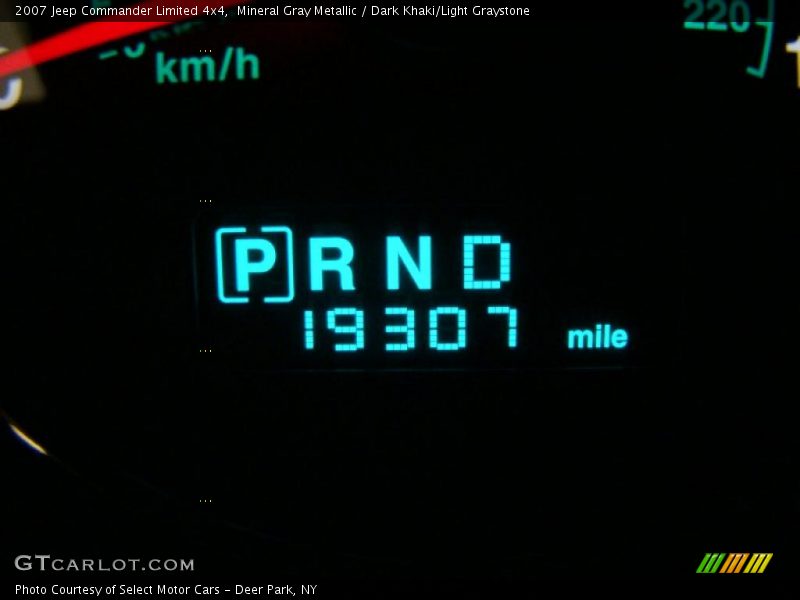 2007 Jeep Commander Limited 4x4,  Mineral Gray Metallic / Dark Khaki/Light Graystone
220
km/h
...
...
P R N D
19307 mile
...
...
GTCARLOT.COM
Photo Courtesy of Select Motor Cars - Deer Park, NY